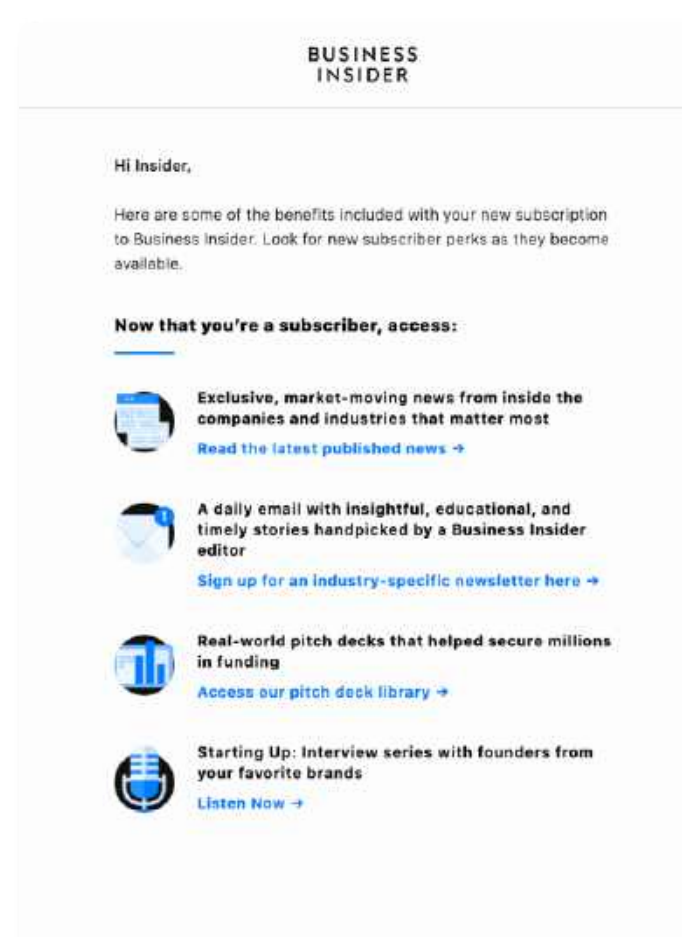 BUSINESS
INSIDER
Hi Insider,
Here are some of the benefits included with your new subscription
to Business Insider. Look for new subscriber perks as they become
available.
Now that you're a subscriber, access:
Exclusive, market-moving news from inside the
companies and industries that matter most
Read the latest published news →
1
A daily email with insightful, educational, and
timely stories handpicked by a Business Insider
editor
Sign up for an industry-specific newsletter here →
Real-world pitch decks that helped secure millions
in funding
Access our pitch deck library →
Starting Up: Interview series with founders from
your favorite brands
Listen Now →